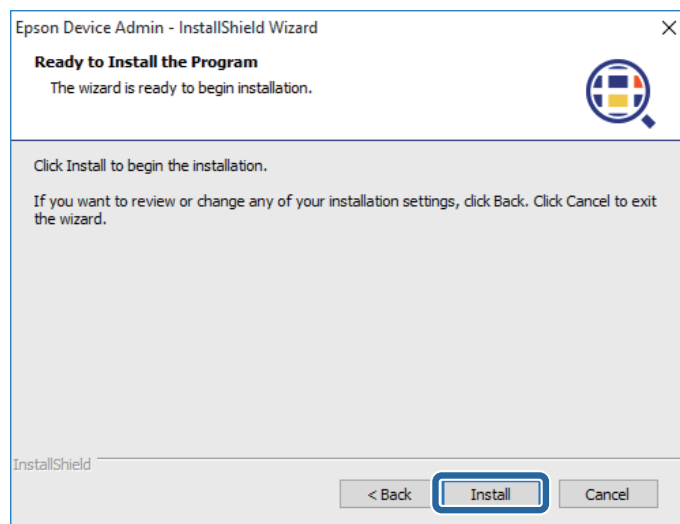 Epson Device Admin - InstallShield Wizard
Ready to Install the Program
The wizard is ready to begin installation.
Click Install to begin the installation.
If you want to review or change any of your installation settings, click Back. Click Cancel to exit
the wizard.
InstallShield
< Back Install Cancel